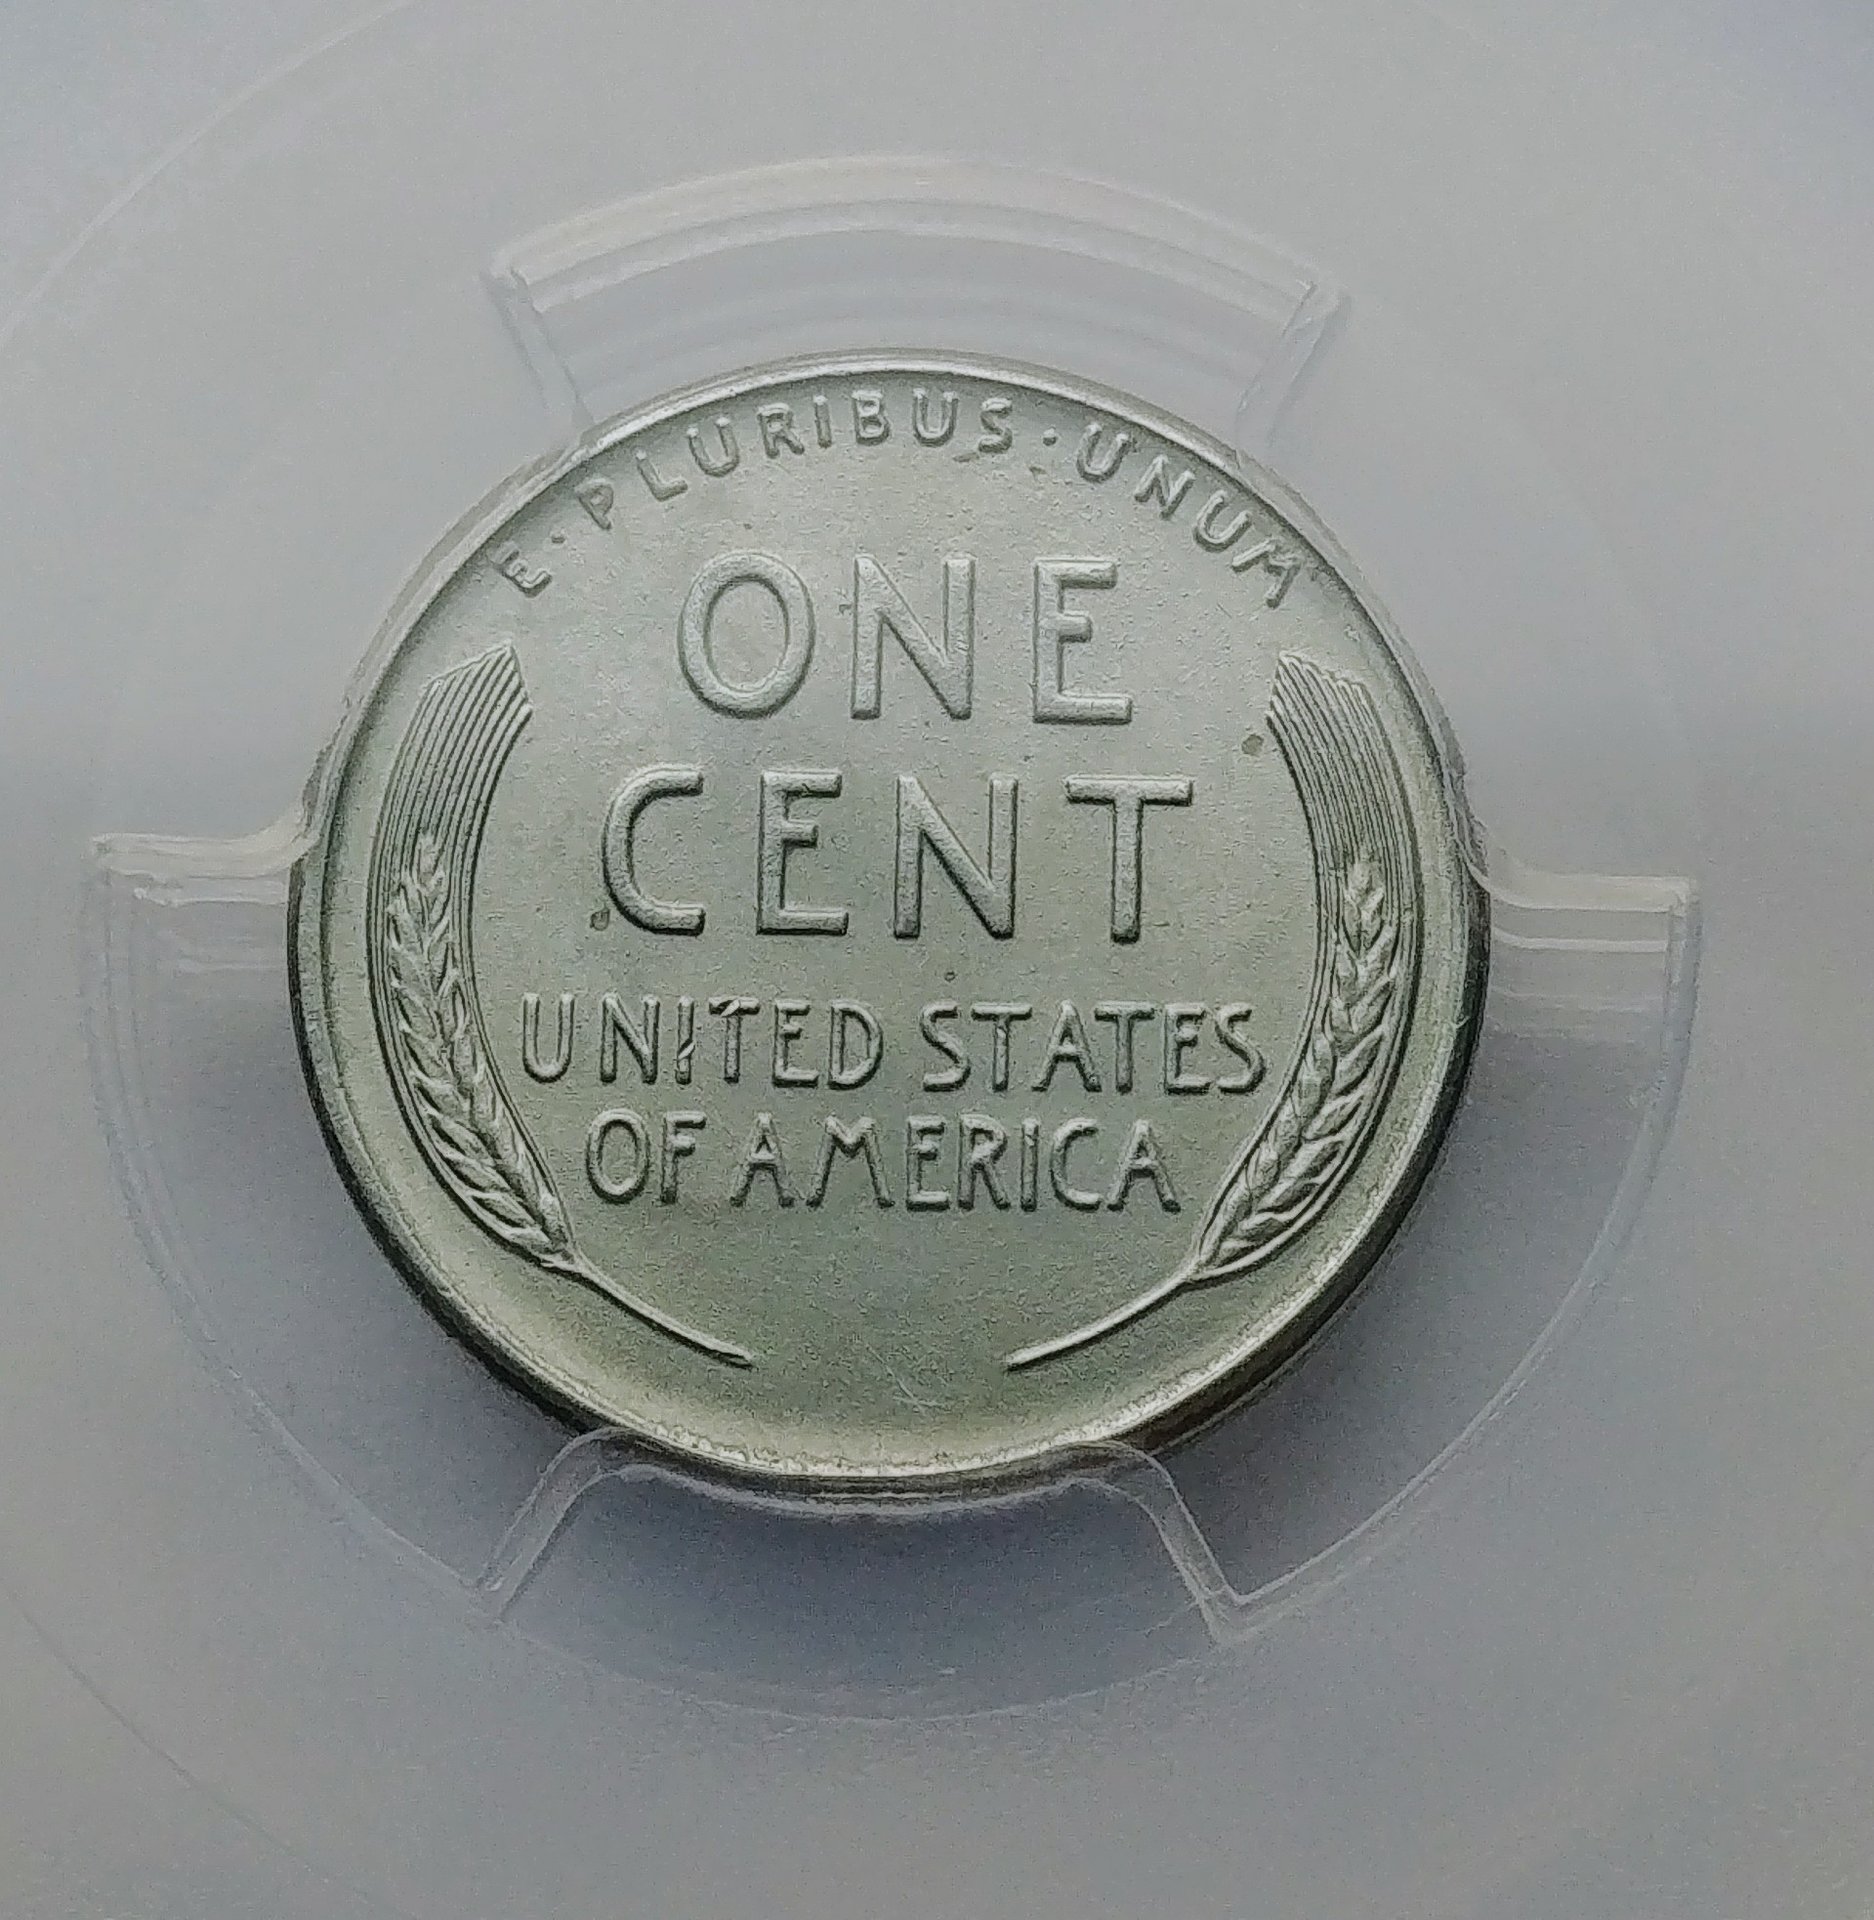 E · PLURIBUS · UNUM
ONE
CENT
UNITED STATES
OF AMERICA